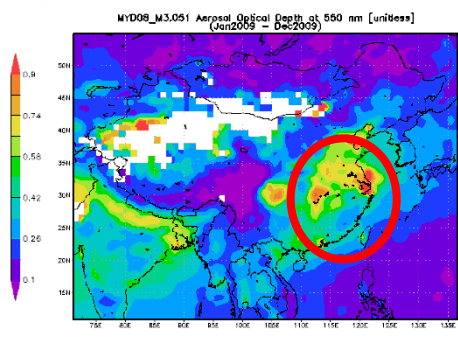 MYD08_M3.051 Aerosol Optical Depth at 550 nm [unitless]
(Jan2009 - Dec2009)
0.9
0.74
0.58
0.42
0.26
0.1
50N
45N
40N
35N
30N
25N
20N
15N
75E 80E 85E 90E 95E 100E 105E 110E 115E 120E 125E 130E 135E